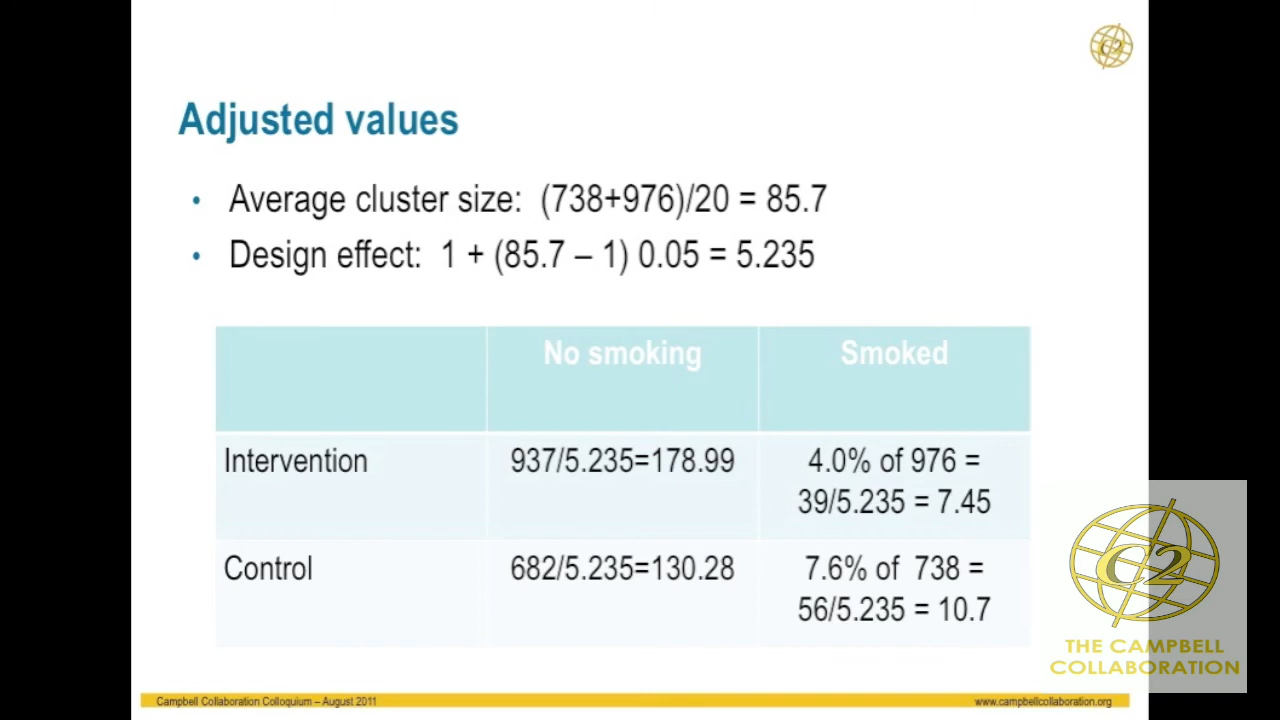 C2
Adjusted values
• Average cluster size: (738+976)/20 = 85.7
• Design effect: 1 + (85.7 – 1) 0.05 = 5.235
No smoking Smoked
Intervention 937/5.235=178.99 4.0% of 976 =
39/5.235 = 7.45
Control 682/5.235=130.28 7.6% of 738 =
56/5.235 = 10.7
C2
THE CAMPBELL
COLLABORATION
Campbell Collaboration Colloquium – August 2011 www.campbellcollaboration.org